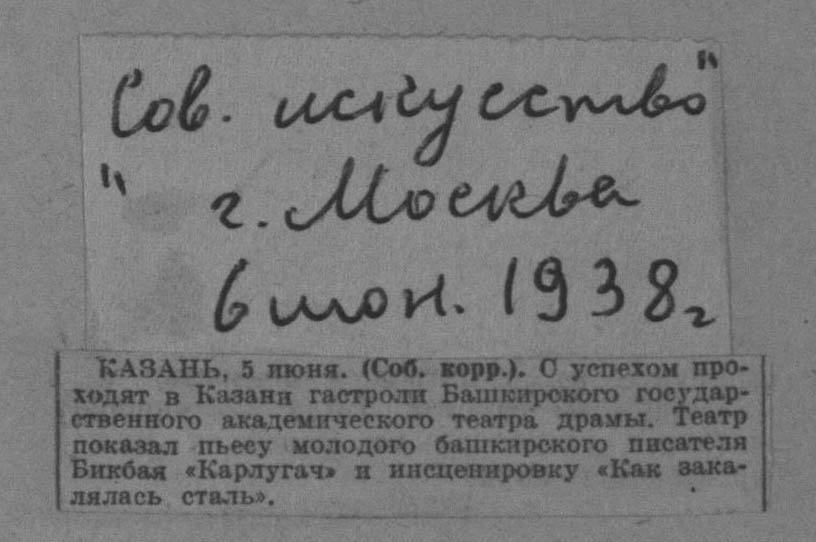 Сов. искусство"
"
г. Москва
6 июн. 1938 г
КАЗАНЬ, 5 июня. (Соб. корр.). С успехом про-
ходят в Казани гастроли Башкирского государ-
ственного академического театра драмы. Театр
показал пьесу молодого башкирского писателя
Бикбая «Карлугач» и инсценировку «Как зака-
лялась сталь».